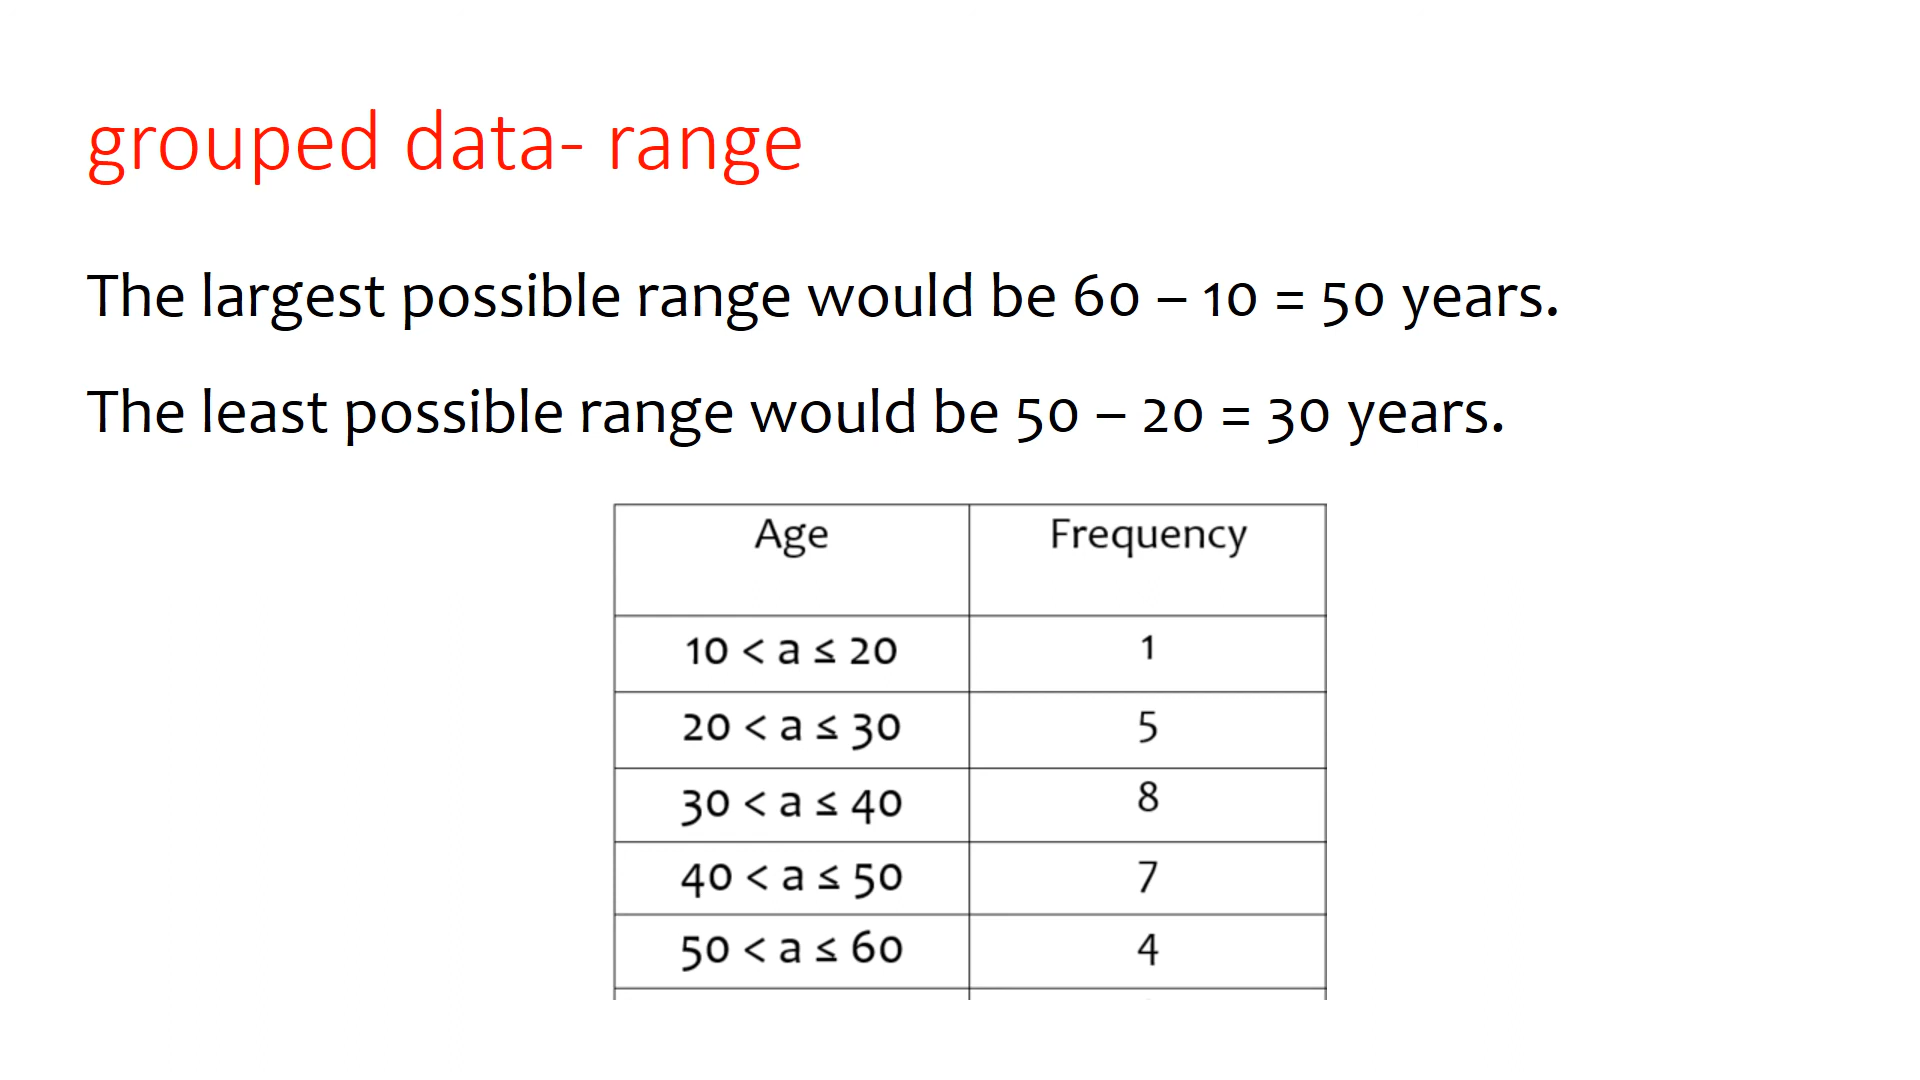 grouped data- range
The largest possible range would be 60 – 10 = 50 years.
The least possible range would be 50 – 20 = 30 years.
Age Frequency
10 < a ≤ 20 1
20 < a ≤ 30 5
30 < a ≤ 40 8
40 < a ≤ 50 7
50 < a ≤ 60 4